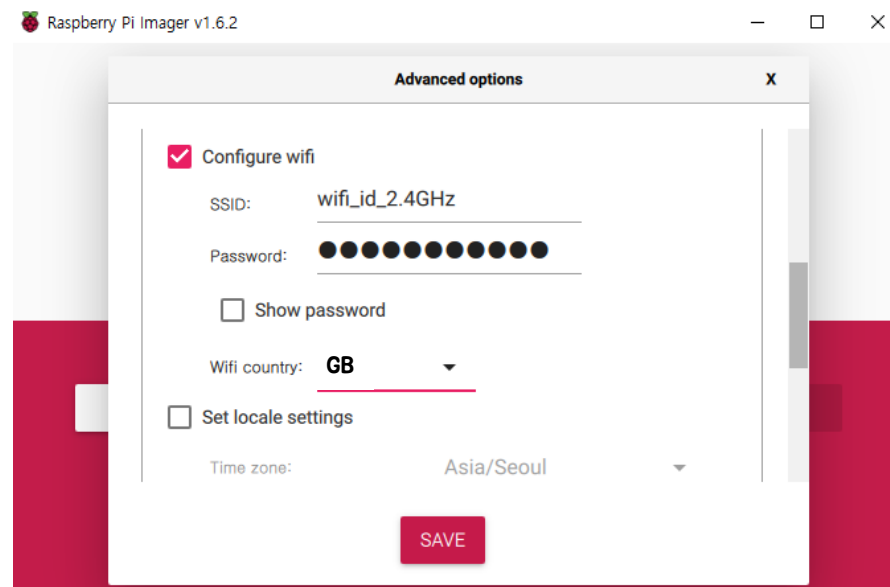 Raspberry Pi Imager v1.6.2
Advanced options X
Configure wifi
SSID: wifi_id_2.4GHz
Password: ●●●●●●●●●●●
Show password
Wifi country: GB
Set locale settings
Time zone: Asia/Seoul
SAVE